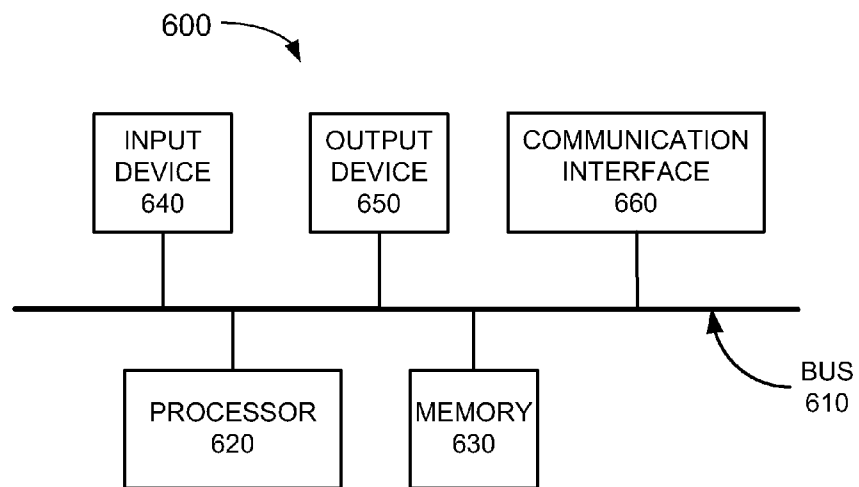 600
INPUT
DEVICE
640
OUTPUT
DEVICE
650
COMMUNICATION
INTERFACE
660
PROCESSOR
620
MEMORY
630
BUS
610